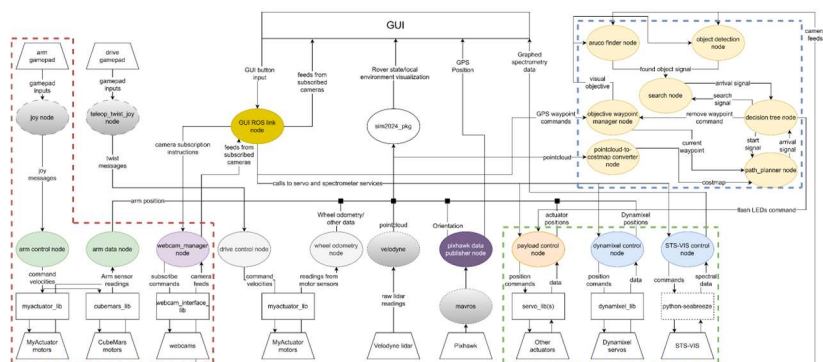 GUI
camera
feeds
arm
gamepad
drive
gamepad
gamepad
inputs
gamepad
inputs
joy node
teleop_twist_joy
node
joy
messages
twist
messages
GUI button
input
feeds from
subscribed
cameras
Rover state/local
environment visualization
GPS
Position
Graphed
spectrometry
data
GUI ROS link
node
sim2024_pkg
camera subscription
instructions
feeds from
subscribed
cameras
GPS waypoint
commands
pointcloud
calls to servo and spectrometer services
aruco finder node
object detection
node
found object signal
visual
objective
search node
arrival signal
search
signal
objective waypoint
manager node
remove waypoint
command
decision tree node
pointcloud-to-
costmap converter
node
current
waypoint
start
signal
arrival
signal
path_planner node
costmap
flash LEDs command
arm position
Wheel odometry/
other data
pointcloud
Orientation
actuator
positions
Dynamixel
positions
arm control node
arm data node
webcam_manager
node
drive control node
wheel odometry
node
velodyne
pixhawk data
publisher node
payload control
node
dynamixel control
node
STS-VIS control
node
command
velocities
Arm sensor
readings
subscribe
commands
camera
feeds
command
velocities
readings from
motor sensors
raw lidar
readings
position
commands
data
position
comands
data
commands
spectral
data
myactuator_lib
cubemars_lib
webcam_interface
_lib
myactuator_lib
mavros
servo_lib(s)
dynamixel_lib
python-seabreeze
MyActuator
motors
CubeMars
motors
webcams
MyActuator
motors
Velodyne lidar
Pixhawk
Other
actuators
Dynamixel
servos
STS-VIS